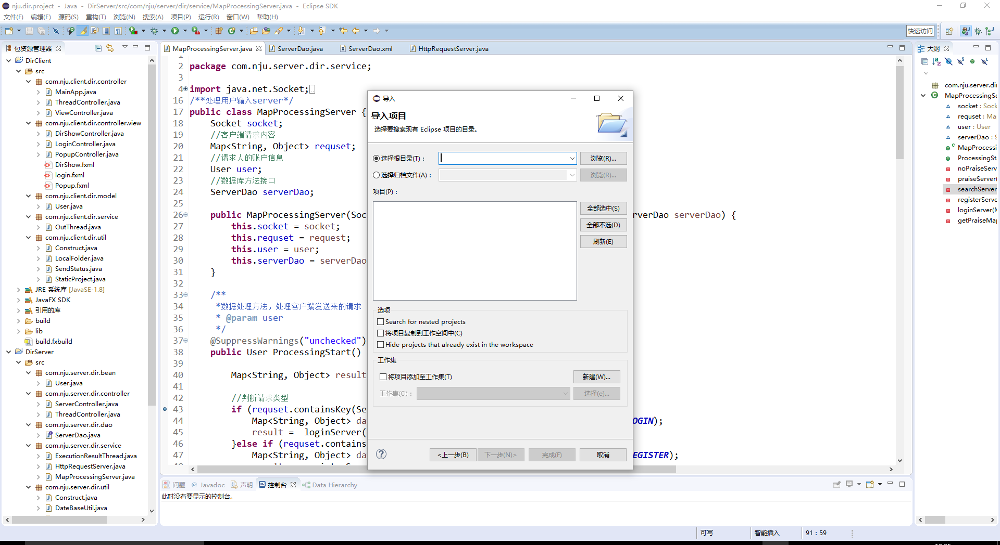 nju.dir.project - Java - DirServer/src/com/nju/server/dir/service/MapProcessingServer.java - Eclipse SDK
文件(F) 编辑(E) 源码(S) 重构(T) 浏览(N) 搜索(A) 项目(P) 运行(R) 窗口(W) 帮助(H)
快速访问
包资源管理器
DirClient
src
com.nju.client.dir.controller
MainApp.java
ThreadController.java
ViewController.java
com.nju.client.dir.controller.view
DirShowController.java
LoginController.java
PopupController.java
DirShow.fxml
login.fxml
Popup.fxml
com.nju.client.dir.model
User.java
com.nju.client.dir.service
OutThread.java
com.nju.client.dir.util
Construct.java
LocalFolder.java
SendStatus.java
StaticProject.java
JRE 系统库 [JavaSE-1.8]
JavaFX SDK
引用的库
build
lib
build.fxbuild
DirServer
src
com.nju.server.dir.bean
User.java
com.nju.server.dir.controller
ServerController.java
ThreadController.java
com.nju.server.dir.dao
ServerDao.java
com.nju.server.dir.service
ExecutionResultThread.java
HttpRequestServer.java
MapProcessingServer.java
com.nju.server.dir.util
Construct.java
DateBaseUtil.java
MapProcessingServer.java ServerDao.java ServerDao.xml HttpRequestServer.java
2 package com.nju.server.dir.service;
3
4 import java.net.Socket;
16 /**处理用户输入server*/
17 public class MapProcessingServer {
18 Socket socket;
19 //客户端请求内容
20 Map<String, Object> requset;
21 //请求人的账户信息
22 User user;
23 //数据库方法接口
24 ServerDao serverDao;
25
26 public MapProcessingServer(Soc rverDao serverDao) {
27 this.socket = socket;
28 this.requset = request;
29 this.user = user;
30 this.serverDao = serverDao
31 }
32
33 /**
34 *数据处理方法，处理客户端发送来的请求
35 * @param user
36 */
37 @SuppressWarnings("unchecked")
38 public User ProcessingStart()
39
40 Map<String, Object> result
41
42 //判断请求类型
43 if (requset.containsKey(Se
44 Map<String, Object> da OGIN);
45 result = loginServer(
46 }else if (requset.contains
47 Map<String, Object> da EGISTER);
导入
导入项目
选择要搜索现有 Eclipse 项目的目录。
选择根目录(T)： 浏览(R)...
选择归档文件(A)： 浏览(R)...
项目(P)：
全部选中(S)
全部不选(D)
刷新(E)
选项
Search for nested projects
将项目复制到工作空间中(C)
Hide projects that already exist in the workspace
工作集
将项目添加至工作集(T) 新建(W)...
工作集(O)： 选择(e)...
<上一步(B) 下一步(N)> 完成(F) 取消
大纲
com.nju.server.di
MapProcessingSe
socket : Sock
requset : Ma
user : User
serverDao : S
MapProcessi
ProcessingSt
noPraiseServ
praiseServer(
searchServer
registerServe
loginServer(M
getPraiseMap
问题 @ Javadoc 声明 控制台 Data Hierarchy
此时没有要显示的控制台。
可写 智能插入 91 : 59